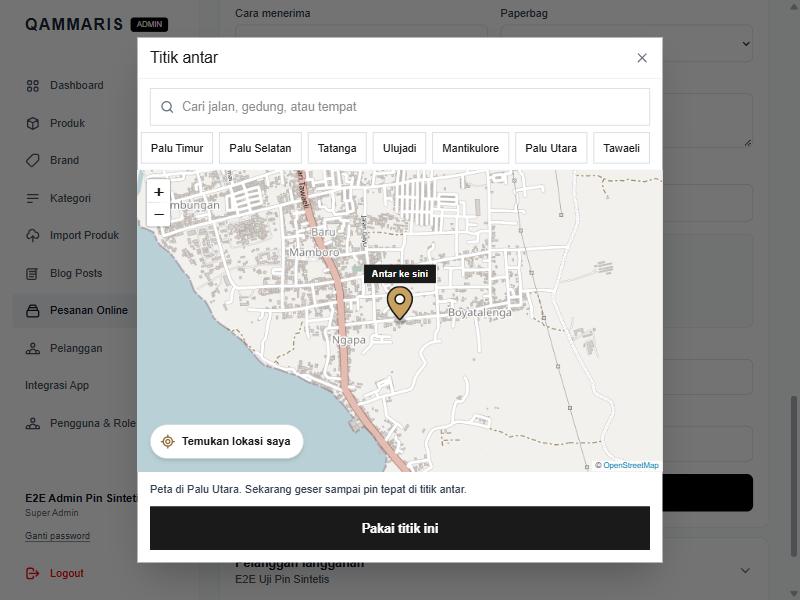 QAMMARIS ADMIN
Cara menerima
Paperbag
Dashboard
Produk
Brand
Kategori
Import Produk
Blog Posts
Pesanan Online
Pelanggan
Integrasi App
Pengguna & Role
E2E Admin Pin Sinteti
Super Admin
Ganti password
Logout
Titik antar
Cari jalan, gedung, atau tempat
Palu Timur
Palu Selatan
Tatanga
Ulujadi
Mantikulore
Palu Utara
Tawaeli
+
−
mbungan
Baru
Mamboro
Antar ke sini
Boyatalenga
Ngapa
Temukan lokasi saya
© OpenStreetMap
Peta di Palu Utara. Sekarang geser sampai pin tepat di titik antar.
Pakai titik ini
Pelanggan langganan
E2E Uji Pin Sintetis